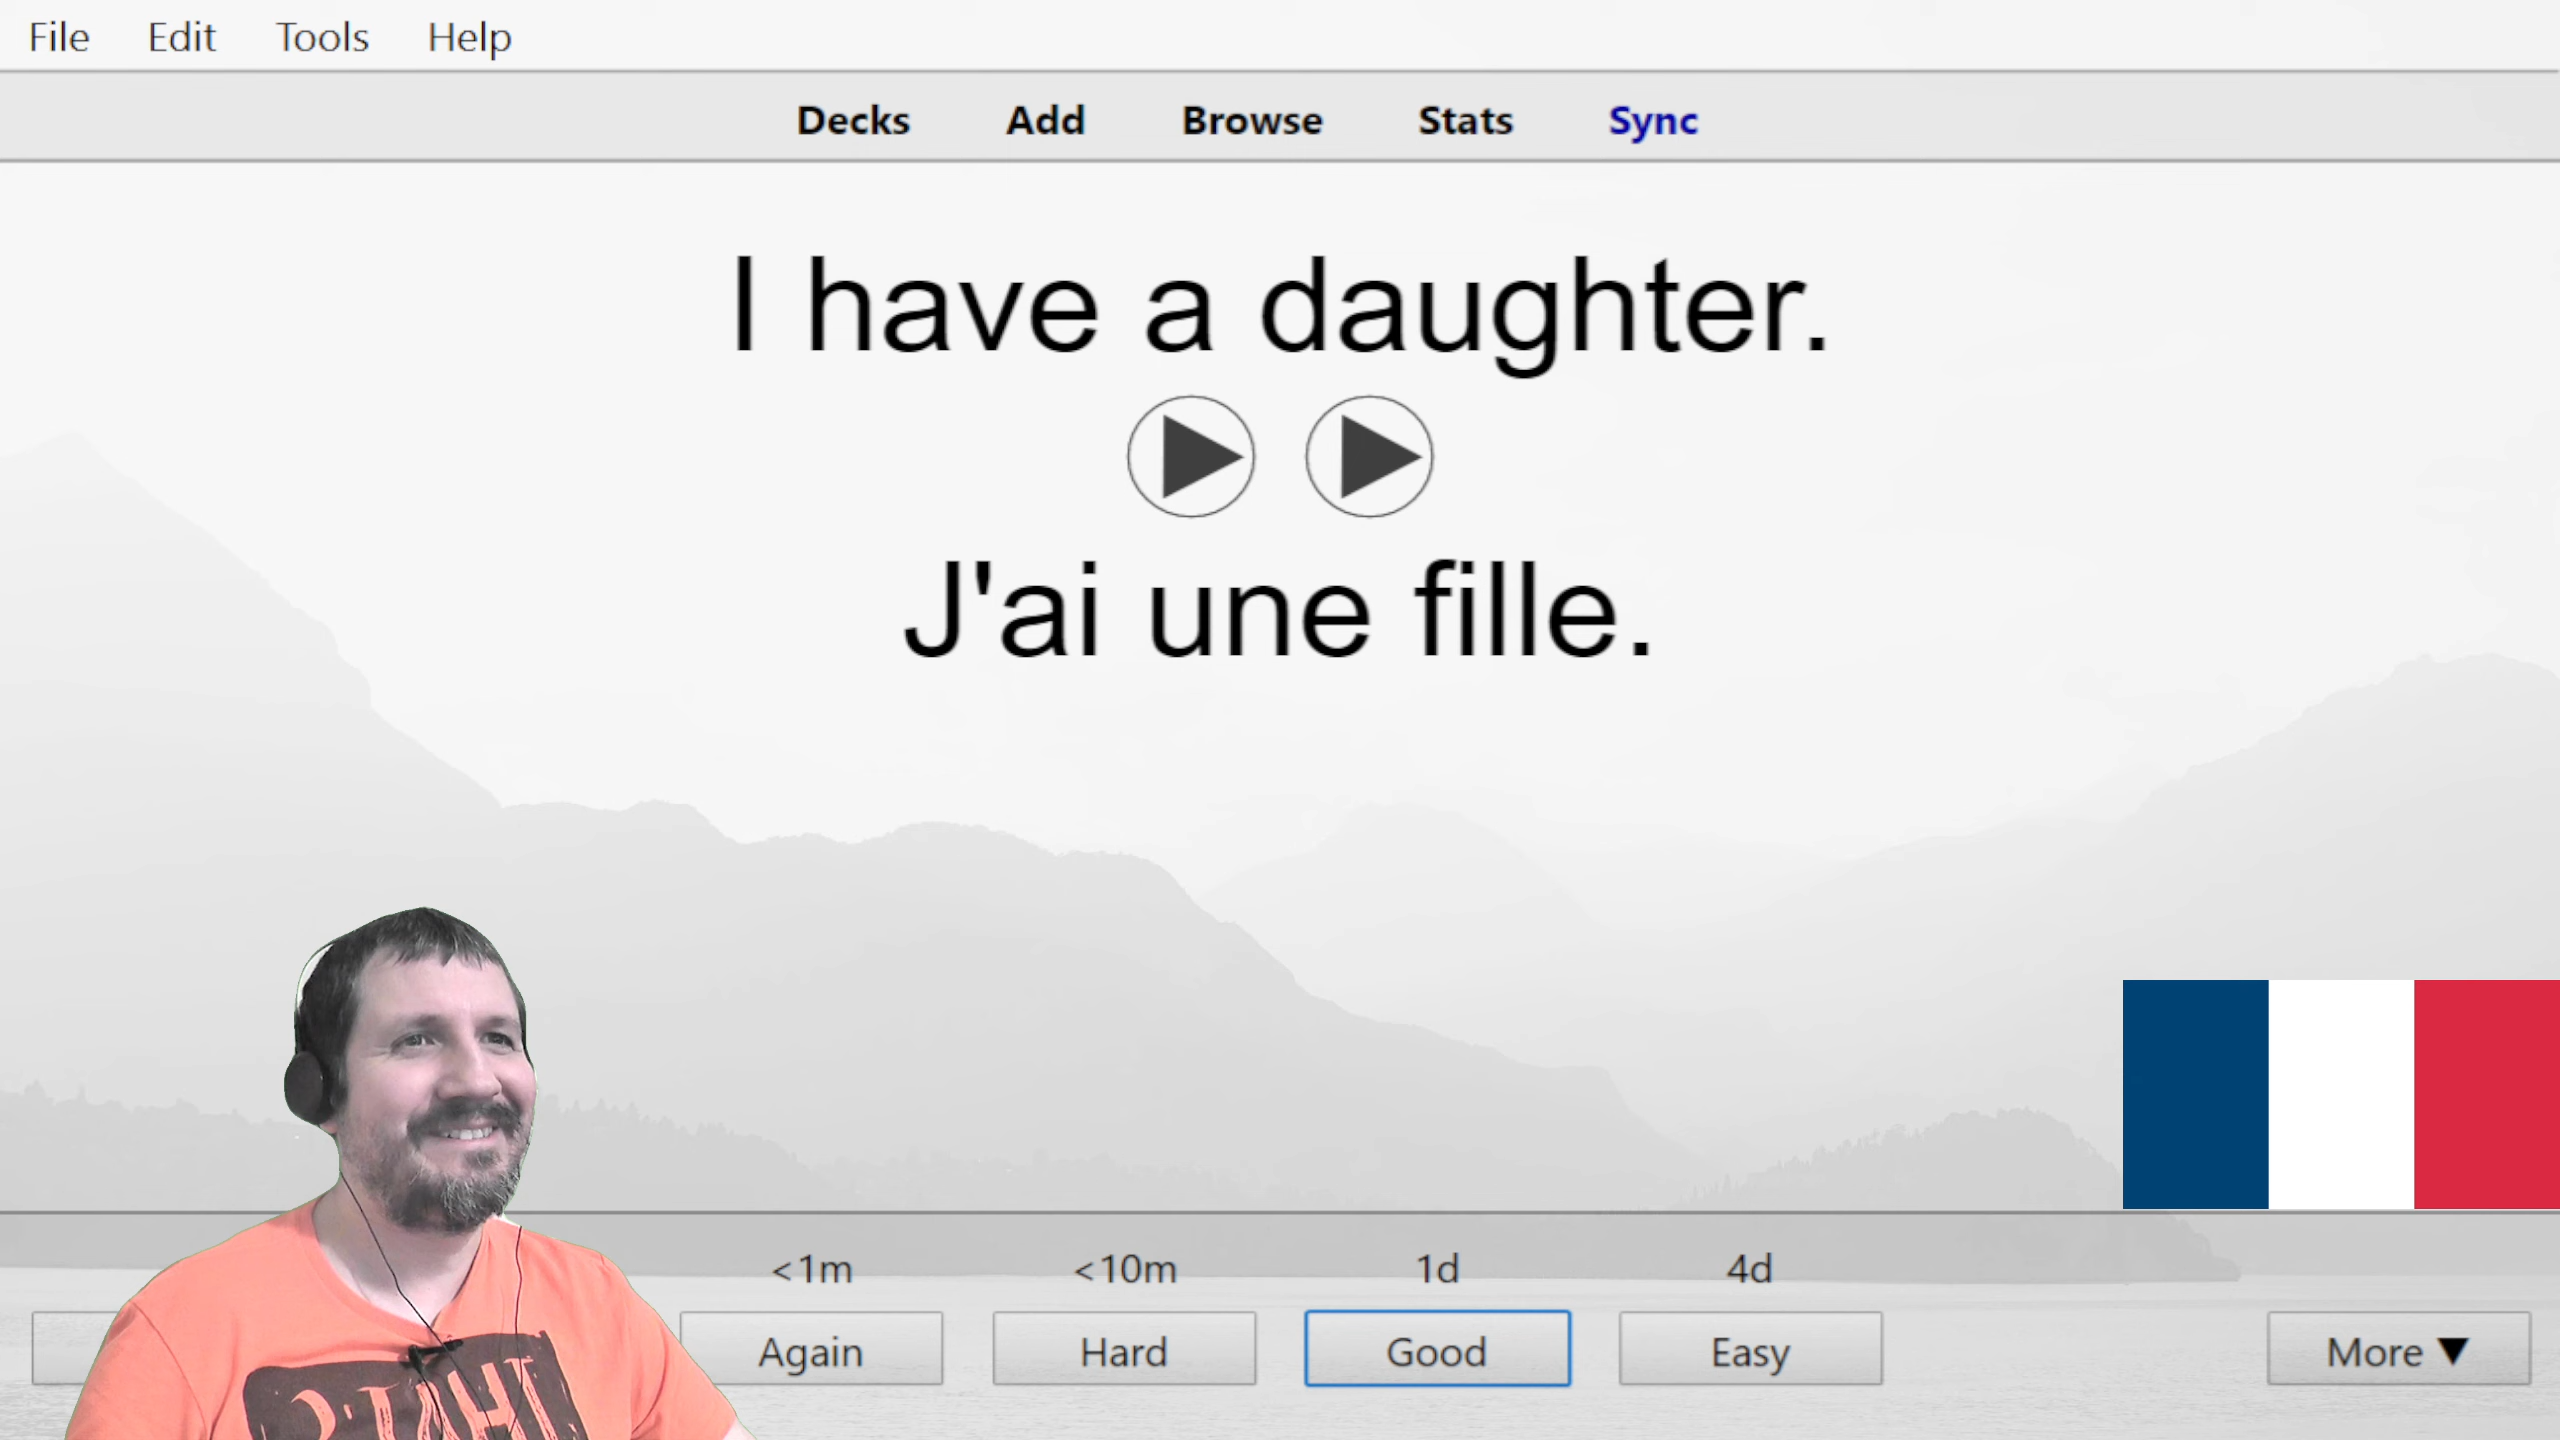 File Edit Tools Help
Decks Add Browse Stats Sync
I have a daughter.
J'ai une fille.
<1m <10m 1d 4d
Again Hard Good Easy More ▼